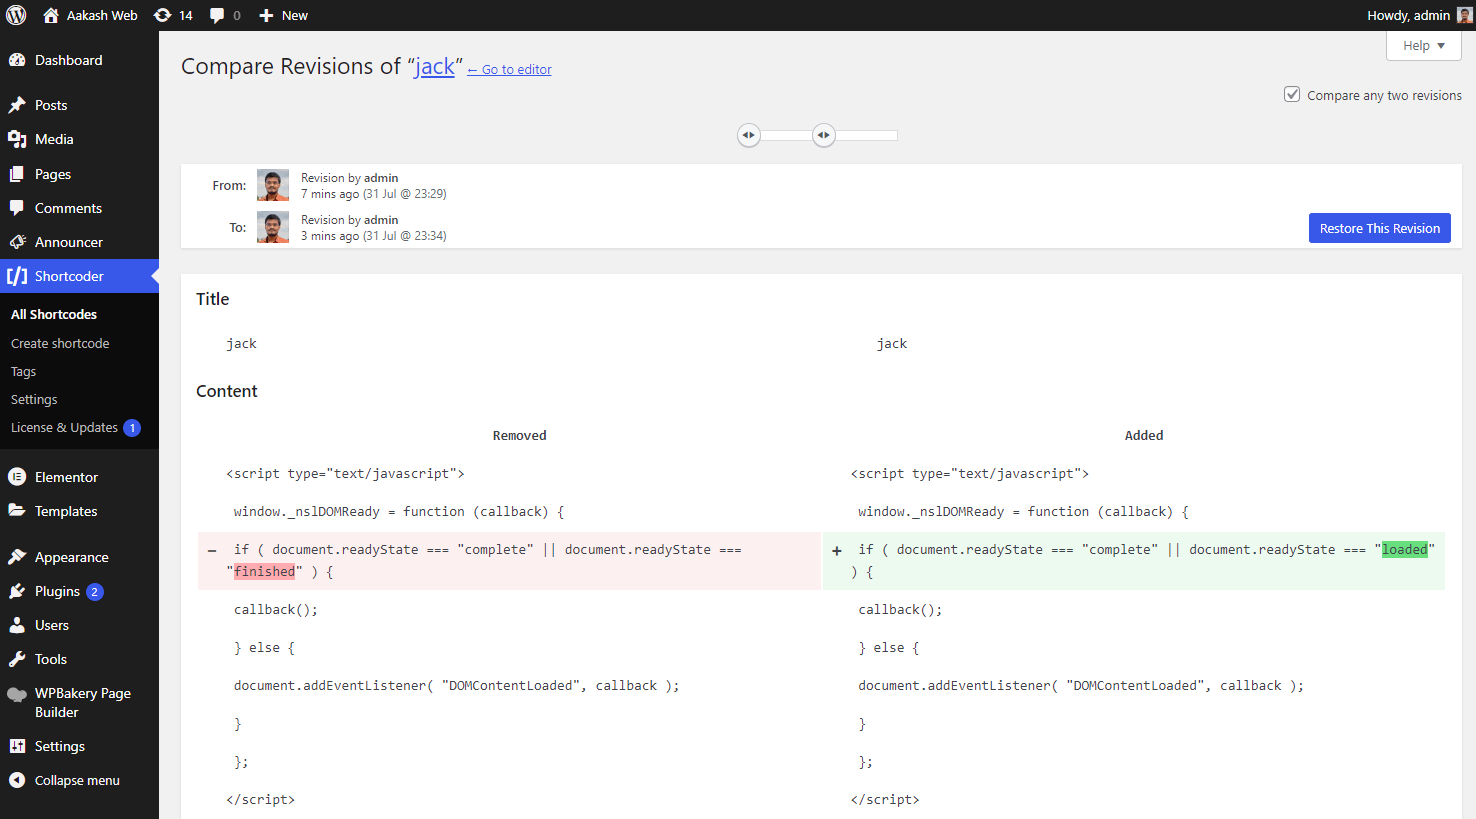 Aakash Web 14 0 New Howdy, admin
Help
Dashboard
Posts
Media
Pages
Comments
Announcer
[/] Shortcoder
All Shortcodes
Create shortcode
Tags
Settings
License & Updates 1
Elementor
Templates
Appearance
Plugins 2
Users
Tools
WPBakery Page
Builder
Settings
Collapse menu
Compare Revisions of “jack” ← Go to editor
Compare any two revisions
From: Revision by admin
7 mins ago (31 Jul @ 23:29)
To: Revision by admin
3 mins ago (31 Jul @ 23:34)
Restore This Revision
Title
jack jack
Content
Removed Added
<script type="text/javascript"> <script type="text/javascript">
window._nslDOMReady = function (callback) { window._nslDOMReady = function (callback) {
− if ( document.readyState === "complete" || document.readyState === + if ( document.readyState === "complete" || document.readyState === "loaded"
"finished" ) { ) {
callback(); callback();
} else { } else {
document.addEventListener( "DOMContentLoaded", callback ); document.addEventListener( "DOMContentLoaded", callback );
} }
}; };
</script> </script>